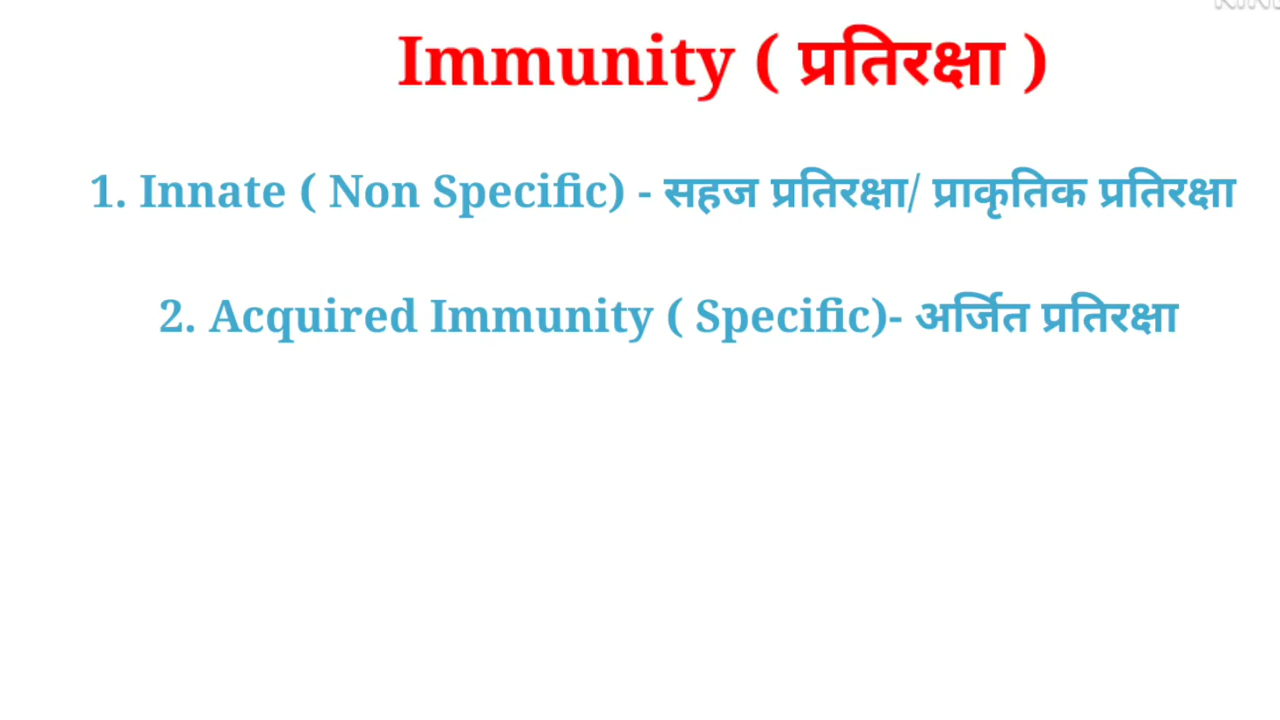 Immunity ( प्रतिरक्षा )
1. Innate ( Non Specific) - सहज प्रतिरक्षा/ प्राकृतिक प्रतिरक्षा
2. Acquired Immunity ( Specific)- अर्जित प्रतिरक्षा